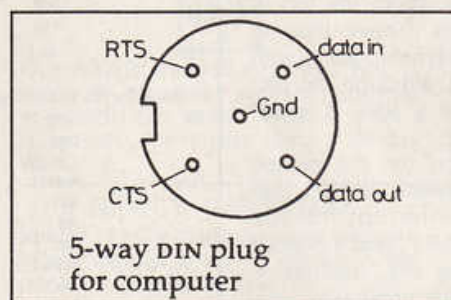 RTS
data in
Gnd
CTS
data out
5-way DIN plug
for computer